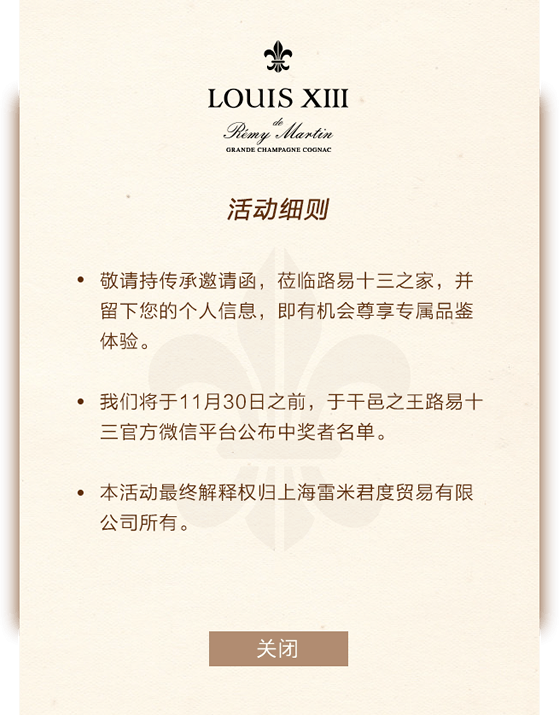 LOUIS XIII
de
Rémy Martin
GRANDE CHAMPAGNE COGNAC
活动细则
• 敬请持传承邀请函，莅临路易十三之家，并
留下您的个人信息，即有机会尊享专属品鉴
体验。
• 我们将于11月30日之前，于干邑之王路易十
三官方微信平台公布中奖者名单。
• 本活动最终解释权归上海雷米君度贸易有限
公司所有。
关闭